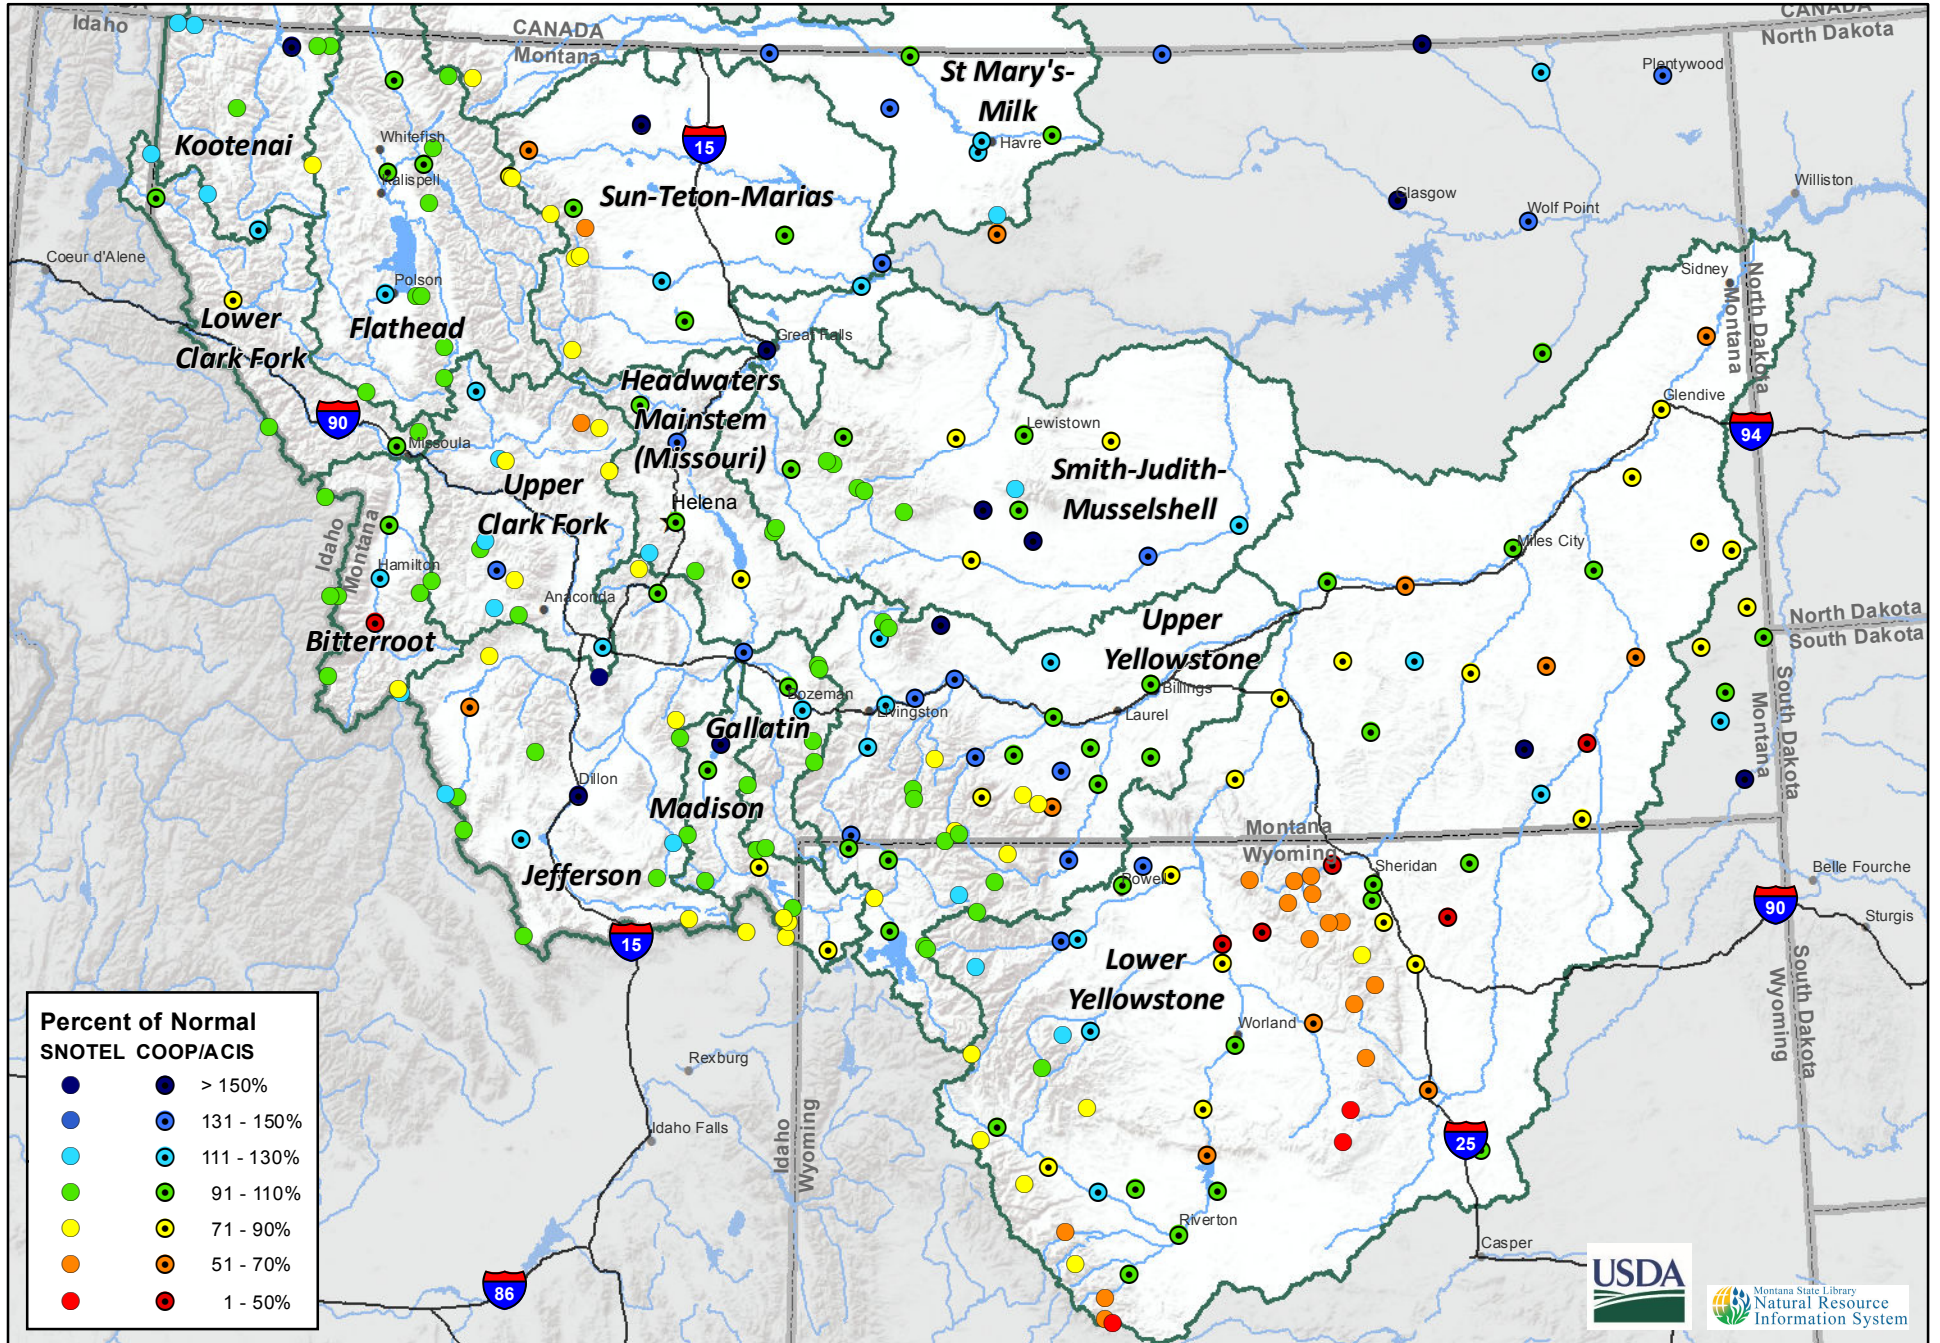 CANADA
Idaho
CANADA
Montana
North Dakota
Plentywood
St Mary's-
Milk
Havre
Whitefish
Kootenai
Kalispell
15
Sun-Teton-Marias
Glasgow
Wolf Point
Williston
Coeur d'Alene
Polson
Sidney
North Dakota
Montana
Lower
Clark Fork
Flathead
Great Falls
Headwaters
Mainstem
(Missouri)
Glendive
90
Missoula
Lewistown
94
Smith-Judith-
Musselshell
Upper
Clark Fork
Helena
Idaho
Montana
Hamilton
Anaconda
Miles City
Bitterroot
Upper
Yellowstone
North Dakota
South Dakota
Bozeman
Livingston
Billings
Laurel
Gallatin
South Dakota
Montana
Dillon
Madison
Montana
Wyoming
Jefferson
Powell
Sheridan
Belle Fourche
90
Sturgis
15
Lower
Yellowstone
South Dakota
Wyoming
Worland
Rexburg
Idaho Falls
Idaho
Wyoming
25
Riverton
Casper
86
Percent of Normal
SNOTEL COOP/ACIS
> 150%
131 - 150%
111 - 130%
91 - 110%
71 - 90%
51 - 70%
1 - 50%
USDA
Montana State Library
Natural Resource
Information System